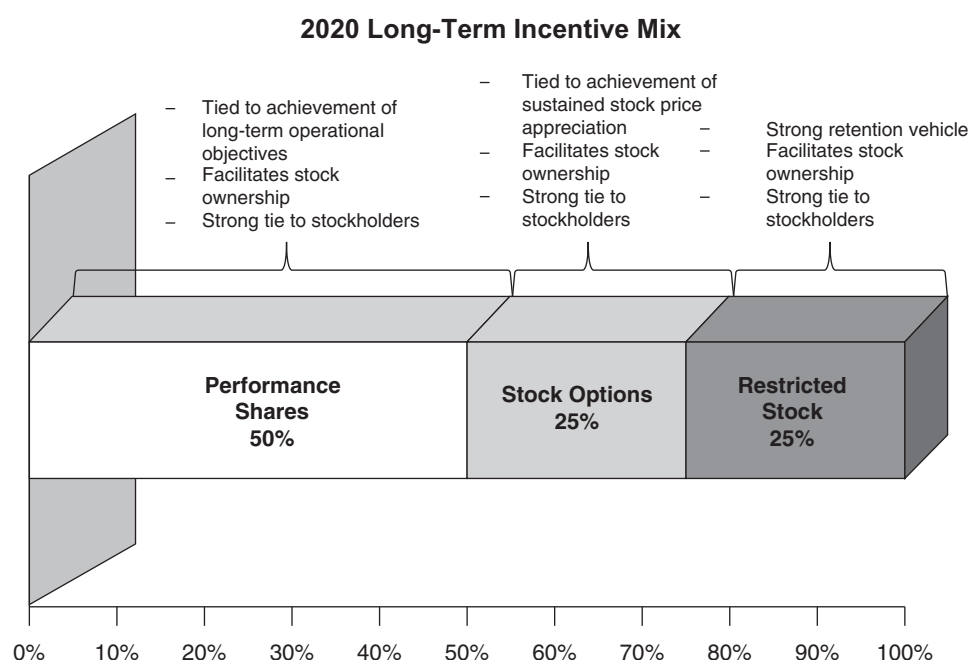 2020 Long-Term Incentive Mix
– Tied to achievement of
long-term operational
objectives
– Facilitates stock
ownership
– Strong tie to stockholders
– Tied to achievement of
sustained stock price
appreciation
– Facilitates stock
ownership
– Strong tie to
stockholders
– Strong retention vehicle
– Facilitates stock
ownership
– Strong tie to
stockholders
Performance
Shares
50%
Stock Options
25%
Restricted
Stock
25%
0% 10% 20% 30% 40% 50% 60% 70% 80% 90% 100%